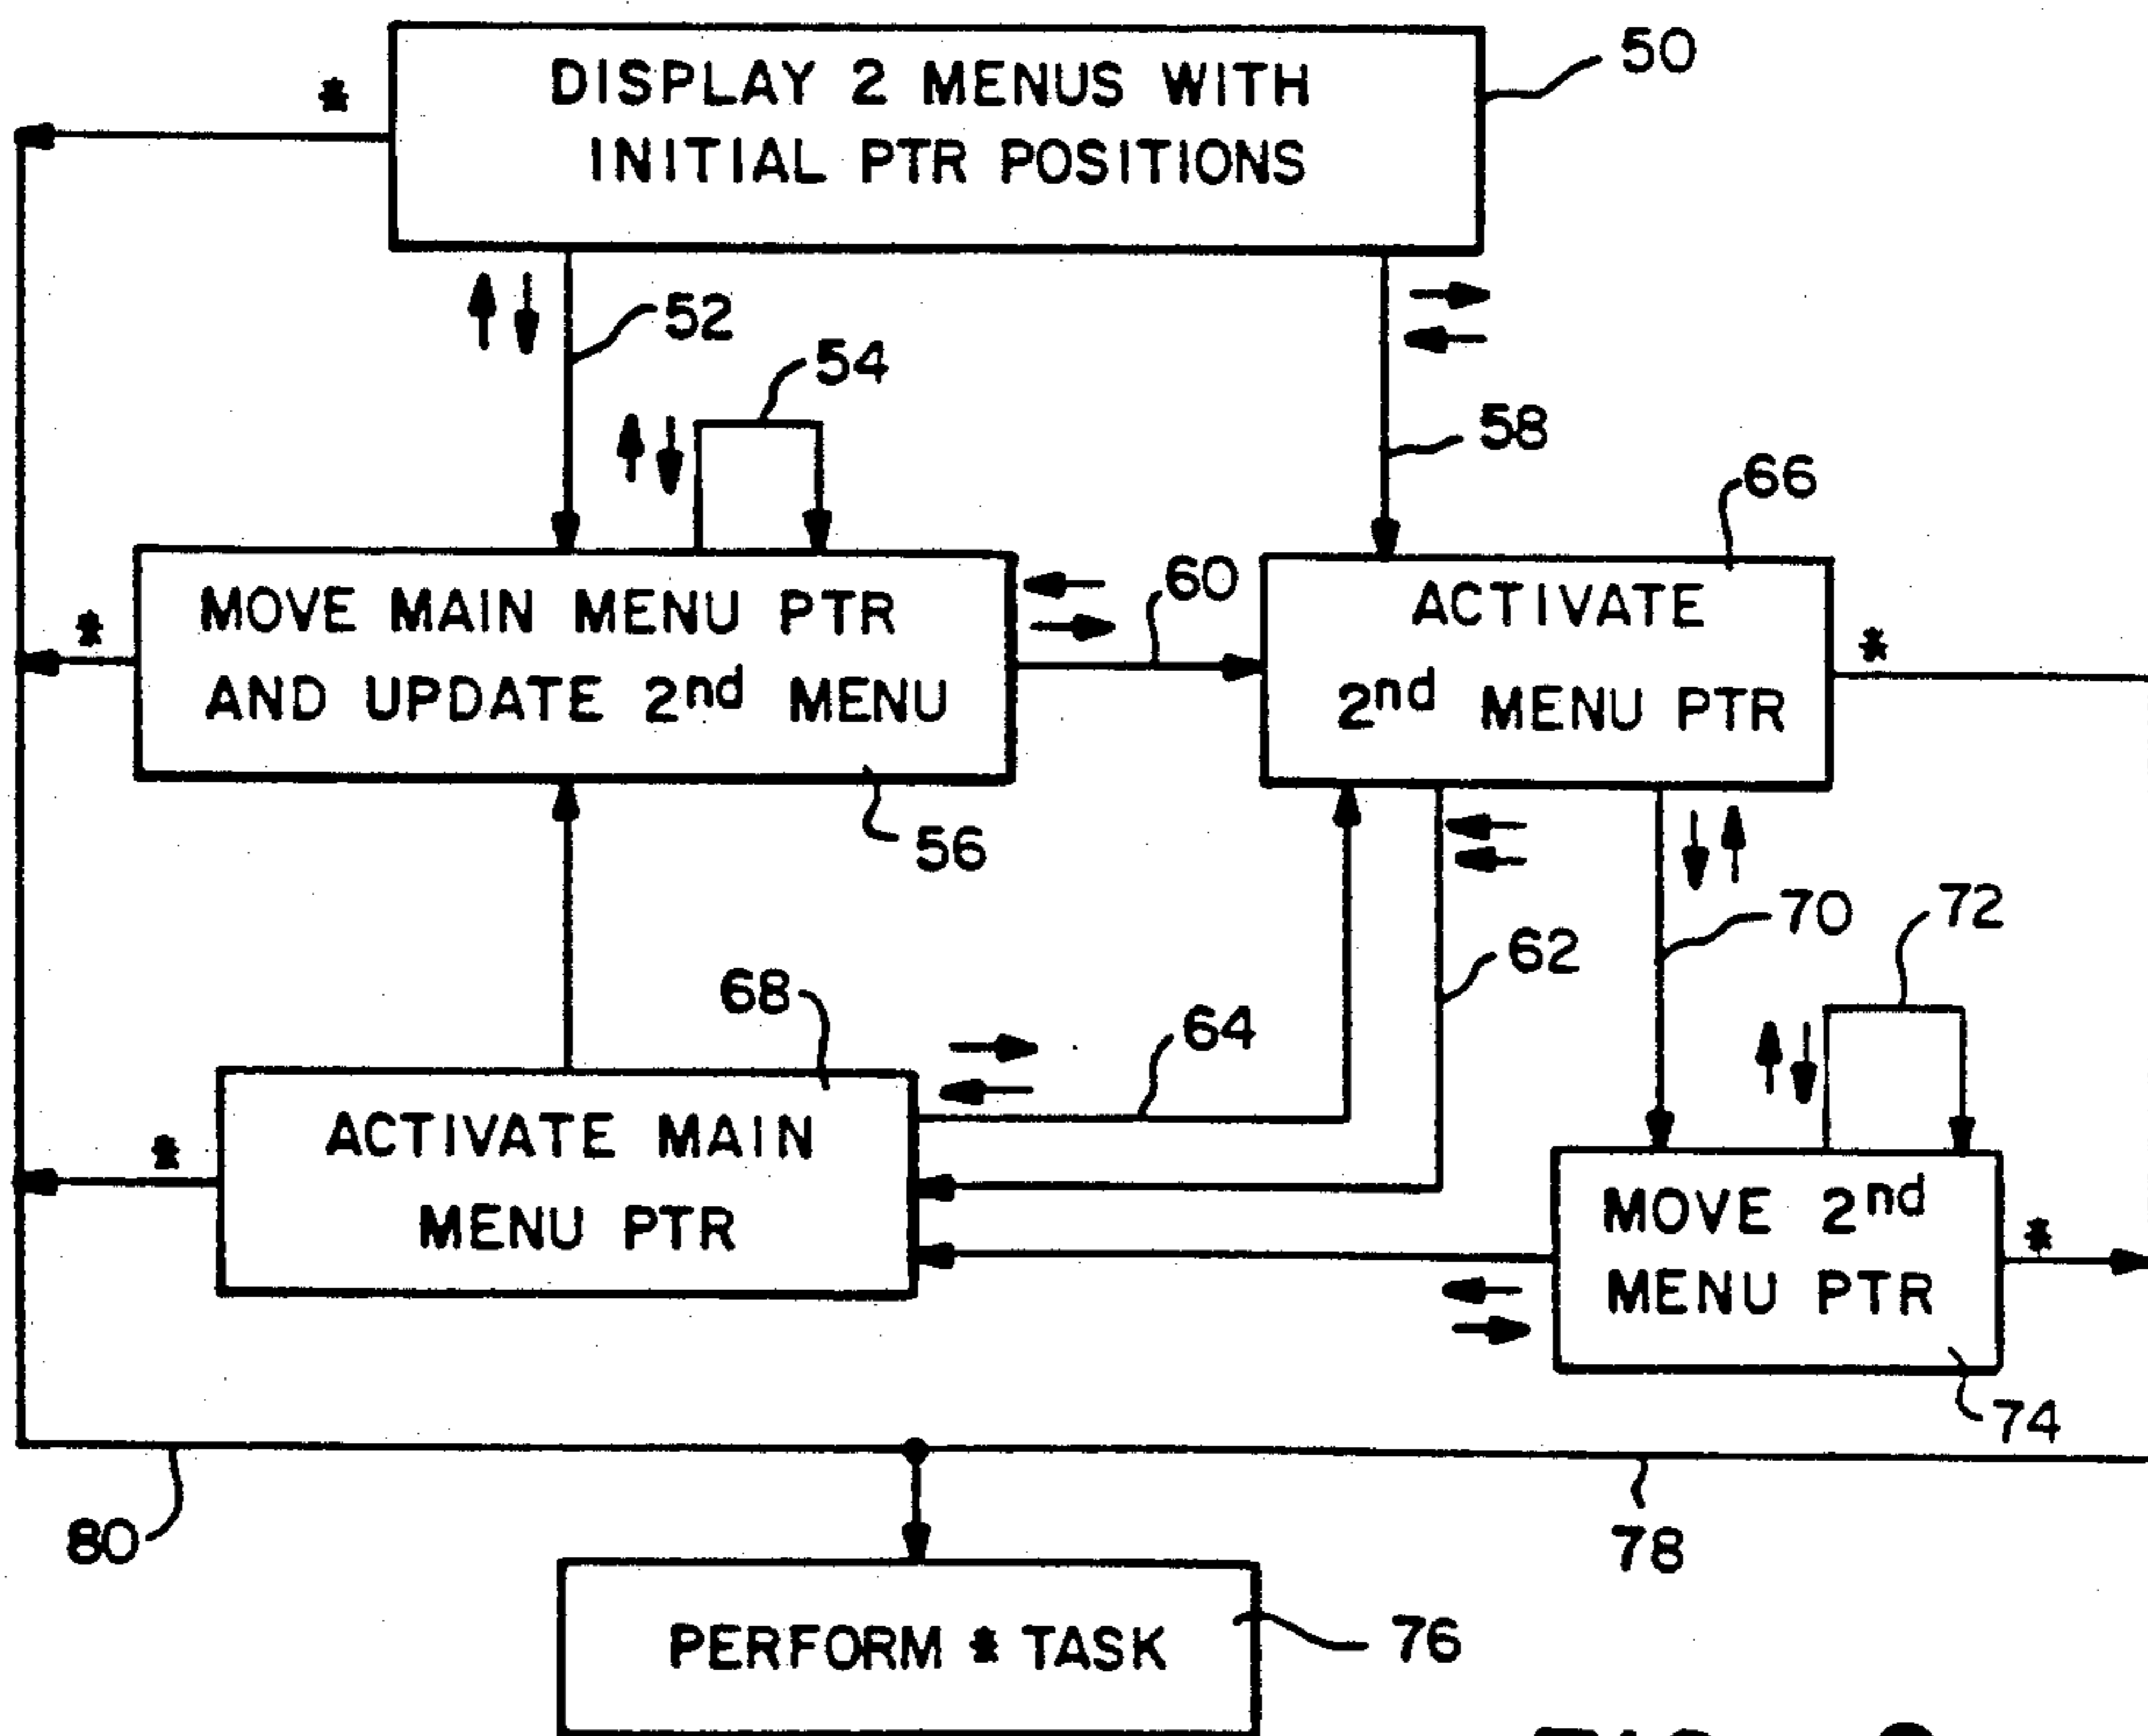 DISPLAY 2 MENUS WITH
INITIAL PTR POSITIONS
50
*
52
54
58
66
MOVE MAIN MENU PTR
AND UPDATE 2nd MENU
*
60
ACTIVATE
2nd MENU PTR
*
56
70
72
62
68
64
ACTIVATE MAIN
MENU PTR
*
MOVE 2nd
MENU PTR
*
74
80
78
PERFORM * TASK
76